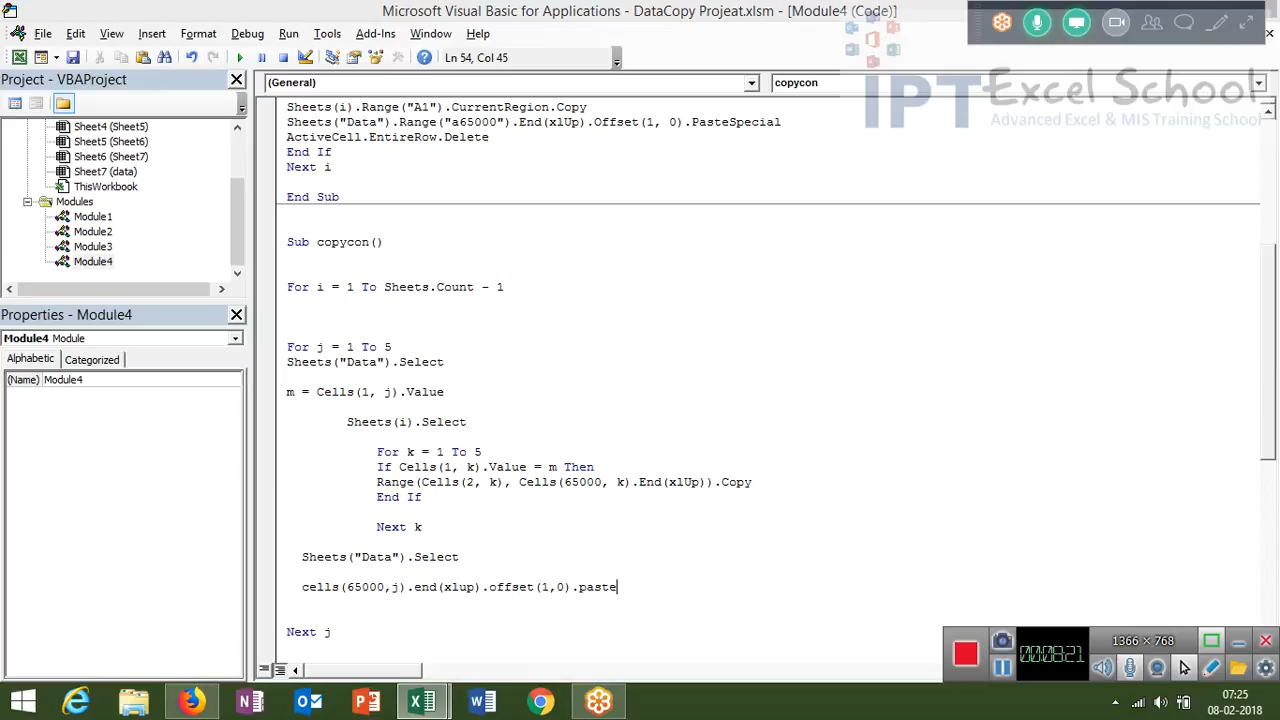 Microsoft Visual Basic for Applications - DataCopy Projeat.xlsm - [Module4 (Code)]
File Edit View Insert Format Debug Run Tools Add-Ins Window Help
Ln 54, Col 45
IPT Excel School
Advanced Excel & MIS Training School
Project - VBAProject
(General)
copycon
Sheet4 (Sheet5)
Sheet5 (Sheet6)
Sheet6 (Sheet7)
Sheet7 (data)
ThisWorkbook
Modules
Module1
Module2
Module3
Module4
Properties - Module4
Module4 Module
Alphabetic Categorized
(Name) Module4
Sheets(i).Range("A1").CurrentRegion.Copy
Sheets("Data").Range("a65000").End(xlUp).Offset(1, 0).PasteSpecial
ActiveCell.EntireRow.Delete
End If
Next i
End Sub
Sub copycon()
For i = 1 To Sheets.Count - 1
For j = 1 To 5
Sheets("Data").Select
m = Cells(1, j).Value
Sheets(i).Select
For k = 1 To 5
If Cells(1, k).Value = m Then
Range(Cells(2, k), Cells(65000, k).End(xlUp)).Copy
End If
Next k
Sheets("Data").Select
cells(65000,j).end(xlup).offset(1,0).paste
Next j
00:08:21
1366 × 768
07:25
08-02-2018